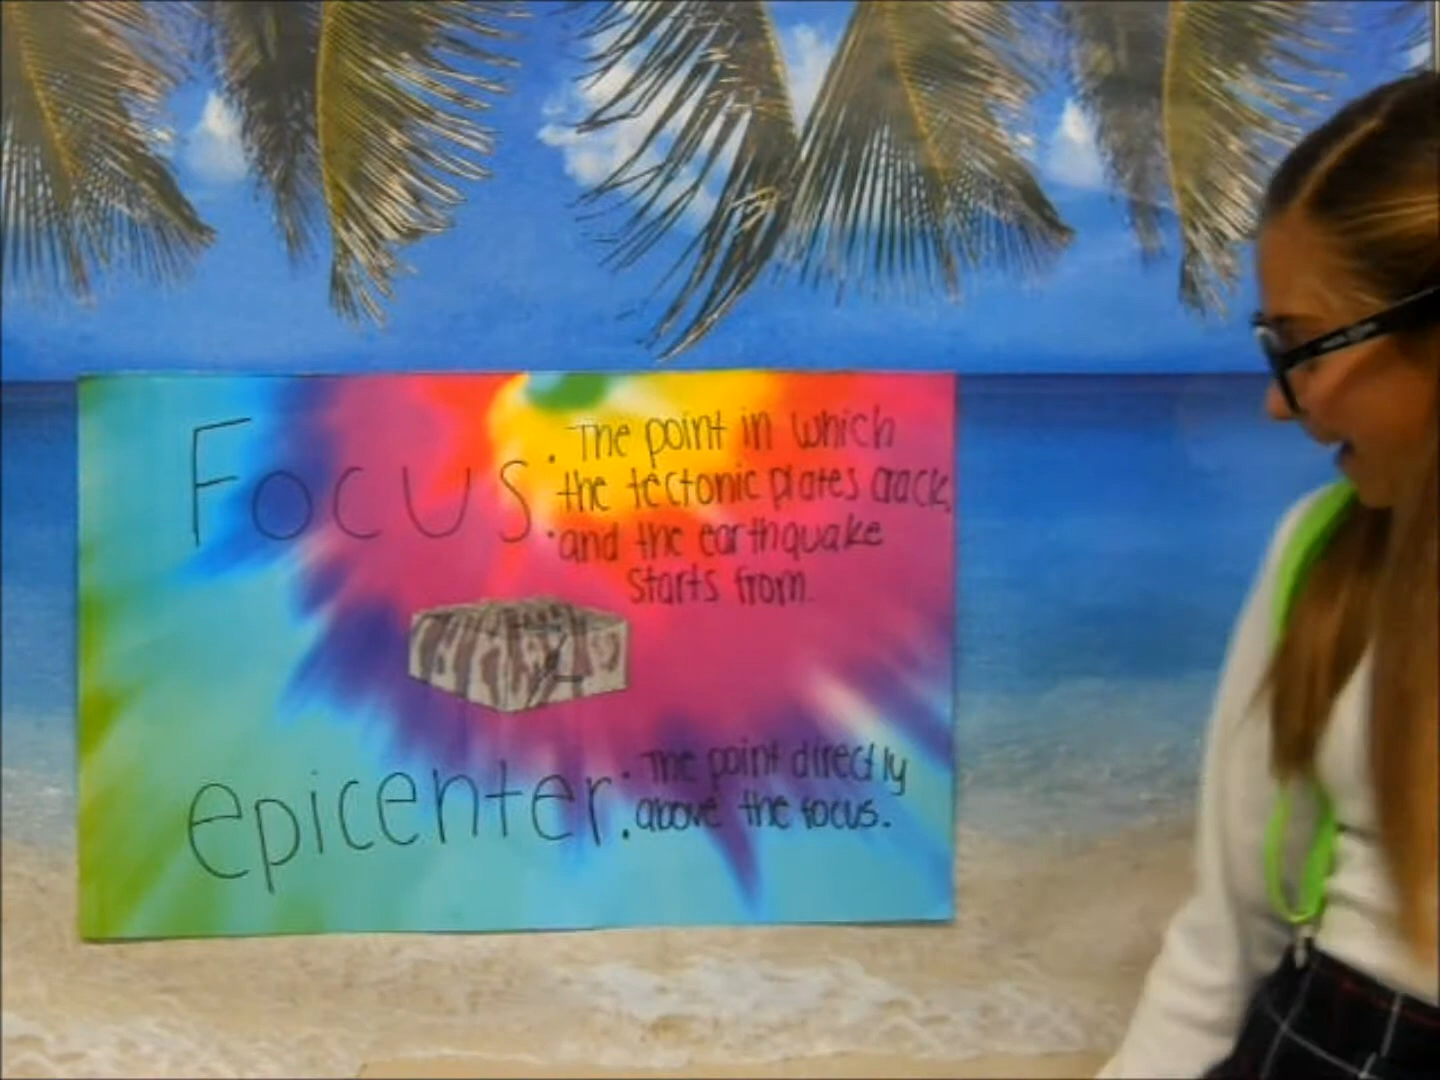 Focus
· The point in which
the tectonic plates crack,
· and the earthquake
starts from.
epicenter
: · The point directly
above the focus.